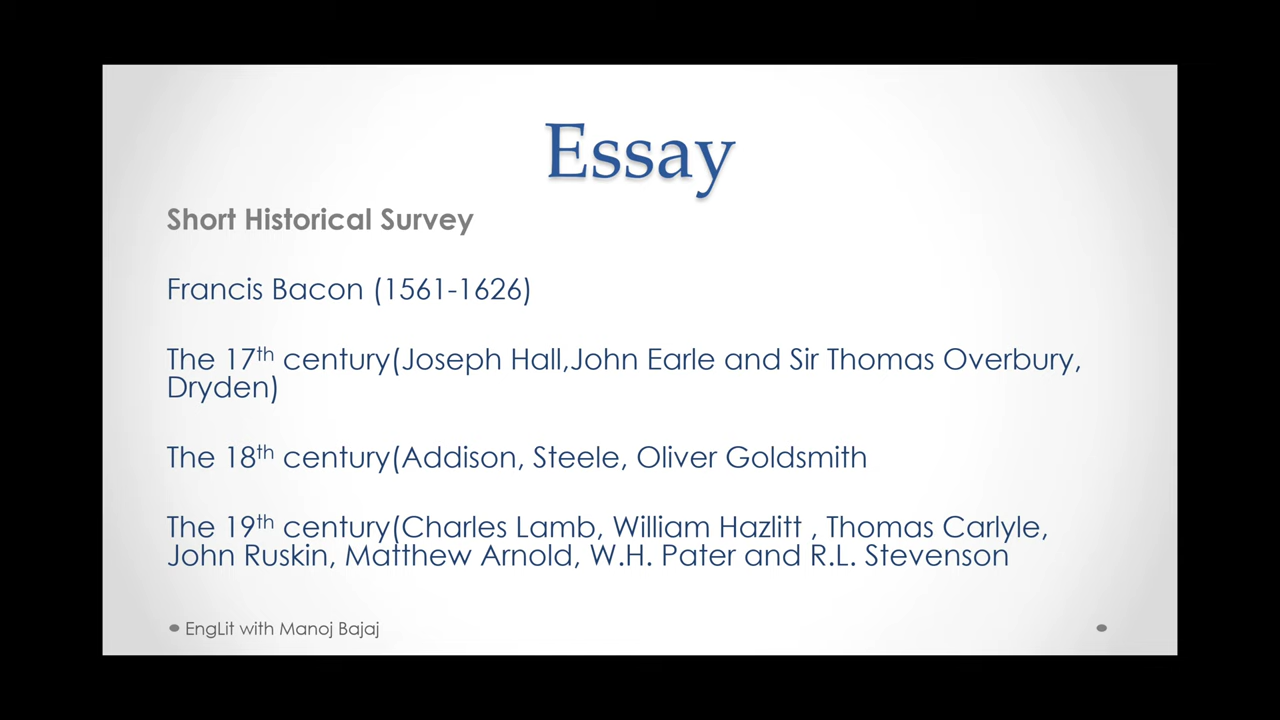 Essay
Short Historical Survey
Francis Bacon (1561-1626)
The 17th century(Joseph Hall,John Earle and Sir Thomas Overbury,
Dryden)
The 18th century(Addison, Steele, Oliver Goldsmith
The 19th century(Charles Lamb, William Hazlitt , Thomas Carlyle,
John Ruskin, Matthew Arnold, W.H. Pater and R.L. Stevenson
EngLit with Manoj Bajaj